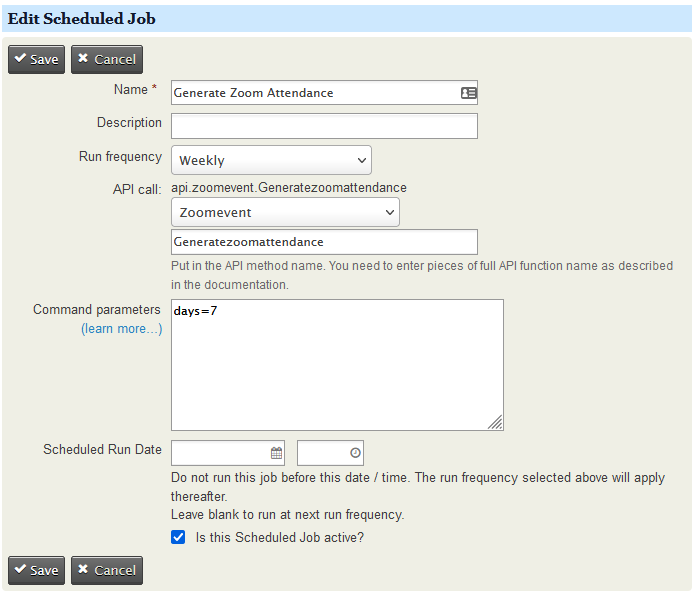 Edit Scheduled Job
Save Cancel
Name *
Generate Zoom Attendance
Description
Run frequency
Weekly
API call:
api.zoomevent.Generatezoomattendance
Zoomevent
Generatezoomattendance
Put in the API method name. You need to enter pieces of full API function name as described
in the documentation.
Command parameters
(learn more...)
days=7
Scheduled Run Date
Do not run this job before this date / time. The run frequency selected above will apply
thereafter.
Leave blank to run at next run frequency.
Is this Scheduled Job active?
Save Cancel